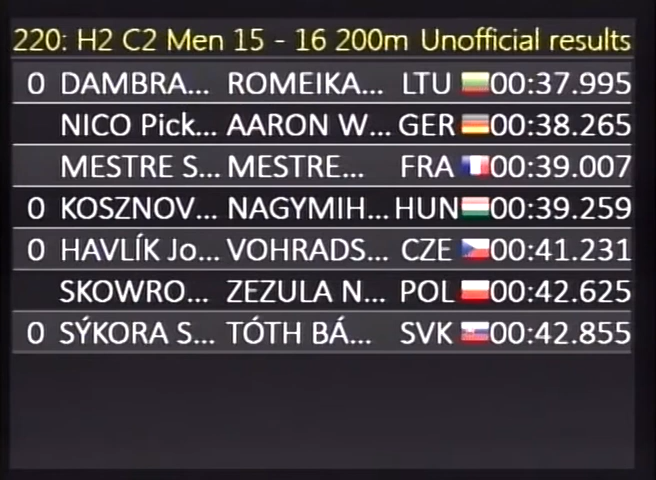 220: H2 C2 Men 15 - 16 200m Unofficial results
0 DAMBRA... ROMEIKA... LTU 00:37.995
NICO Pick... AARON W... GER 00:38.265
MESTRE S... MESTRE... FRA 00:39.007
0 KOSZNOV... NAGYMIH... HUN 00:39.259
0 HAVLÍK Jo... VOHRADS... CZE 00:41.231
SKOWRO... ZEZULA N... POL 00:42.625
0 SÝKORA S... TÓTH BÁ... SVK 00:42.855